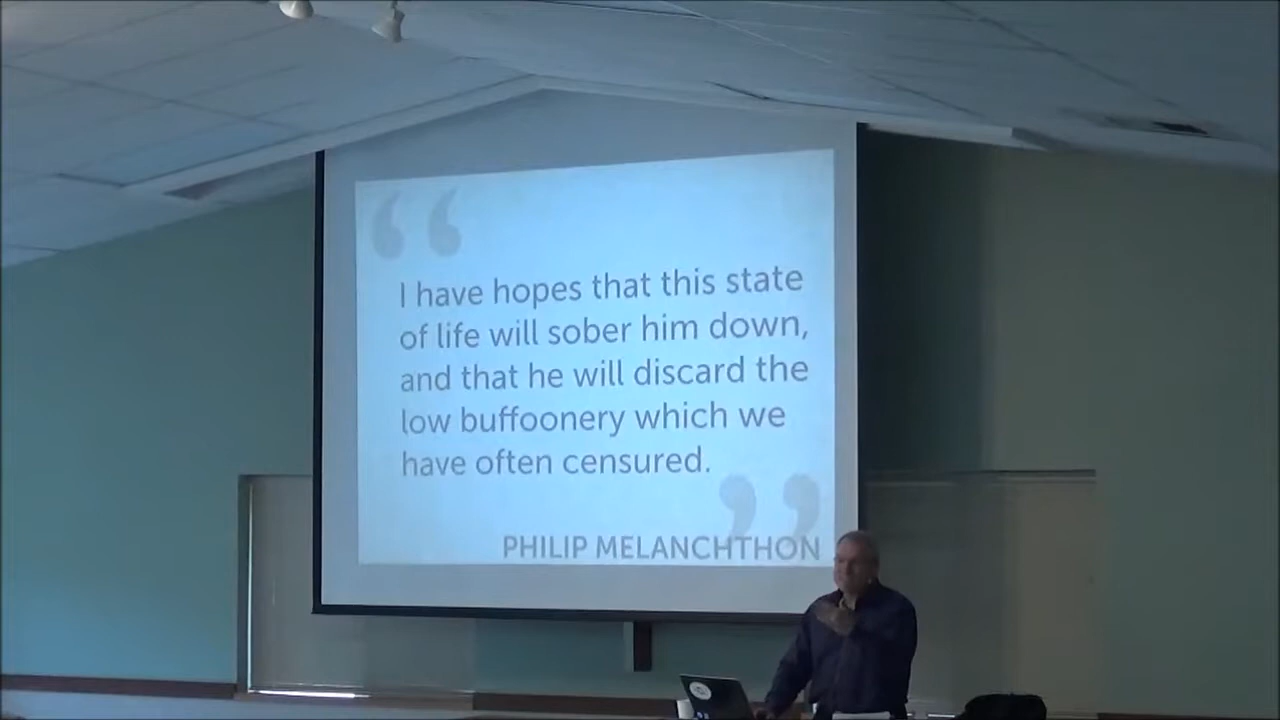 I have hopes that this state
of life will sober him down,
and that he will discard the
low buffoonery which we
have often censured.
PHILIP MELANCHTHON